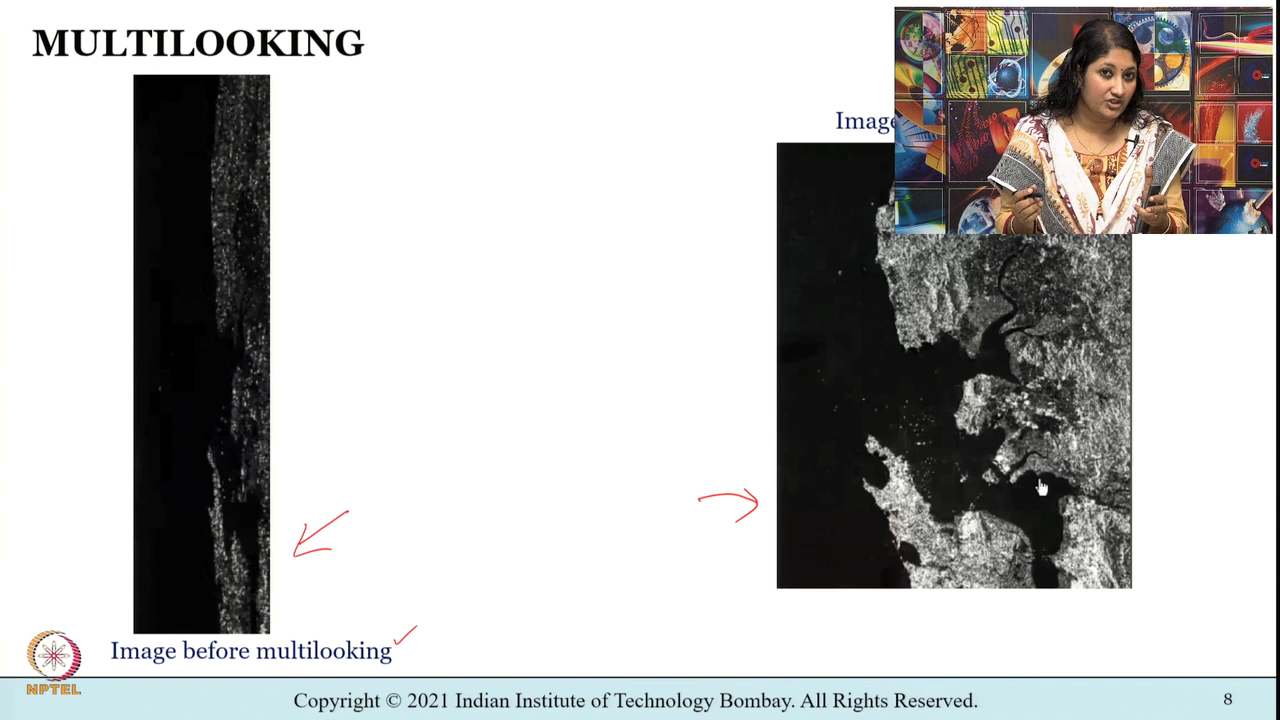 MULTILOOKING
Image
Image before multilooking
NPTEL
Copyright © 2021 Indian Institute of Technology Bombay. All Rights Reserved.
8